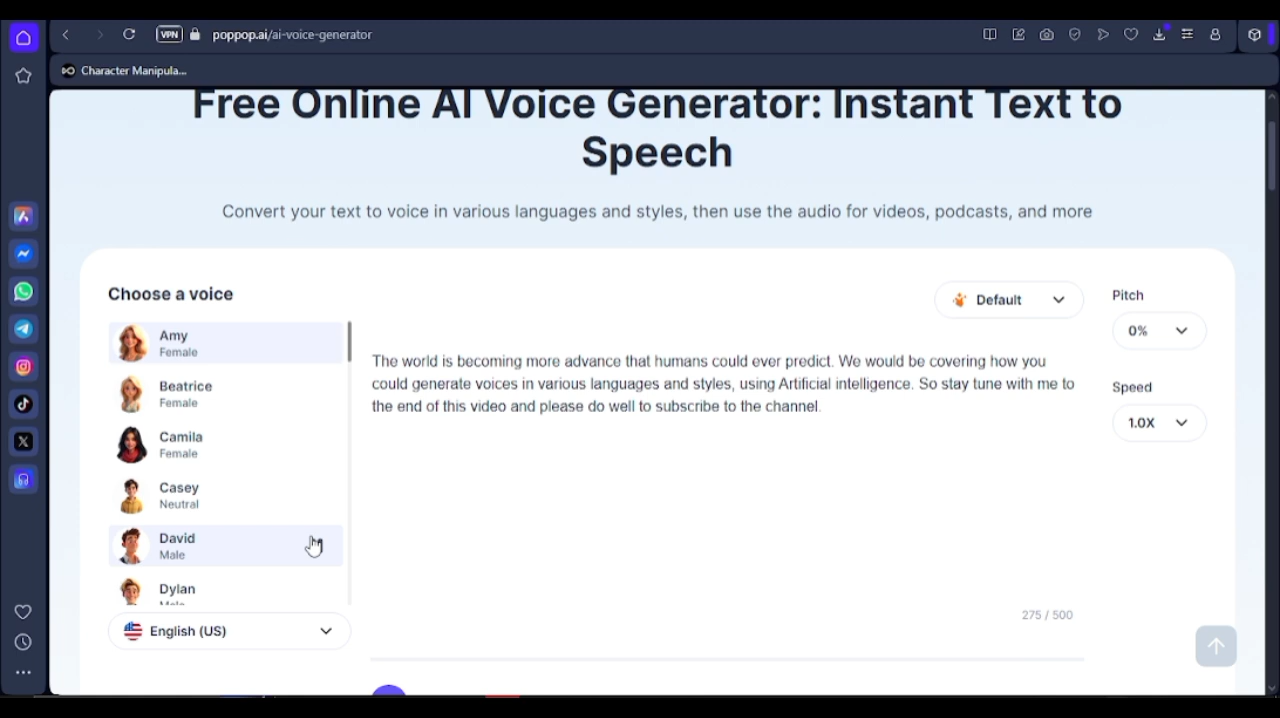 VPN
poppop.ai/ai-voice-generator
Character Manipula...
Free Online AI Voice Generator: Instant Text to
Speech
Convert your text to voice in various languages and styles, then use the audio for videos, podcasts, and more
Choose a voice
Default
Pitch
0%
Speed
1.0X
Amy
Female
Beatrice
Female
Camila
Female
Casey
Neutral
David
Male
Dylan
Male
English (US)
The world is becoming more advance that humans could ever predict. We would be covering how you
could generate voices in various languages and styles, using Artificial intelligence. So stay tune with me to
the end of this video and please do well to subscribe to the channel.
275 / 500